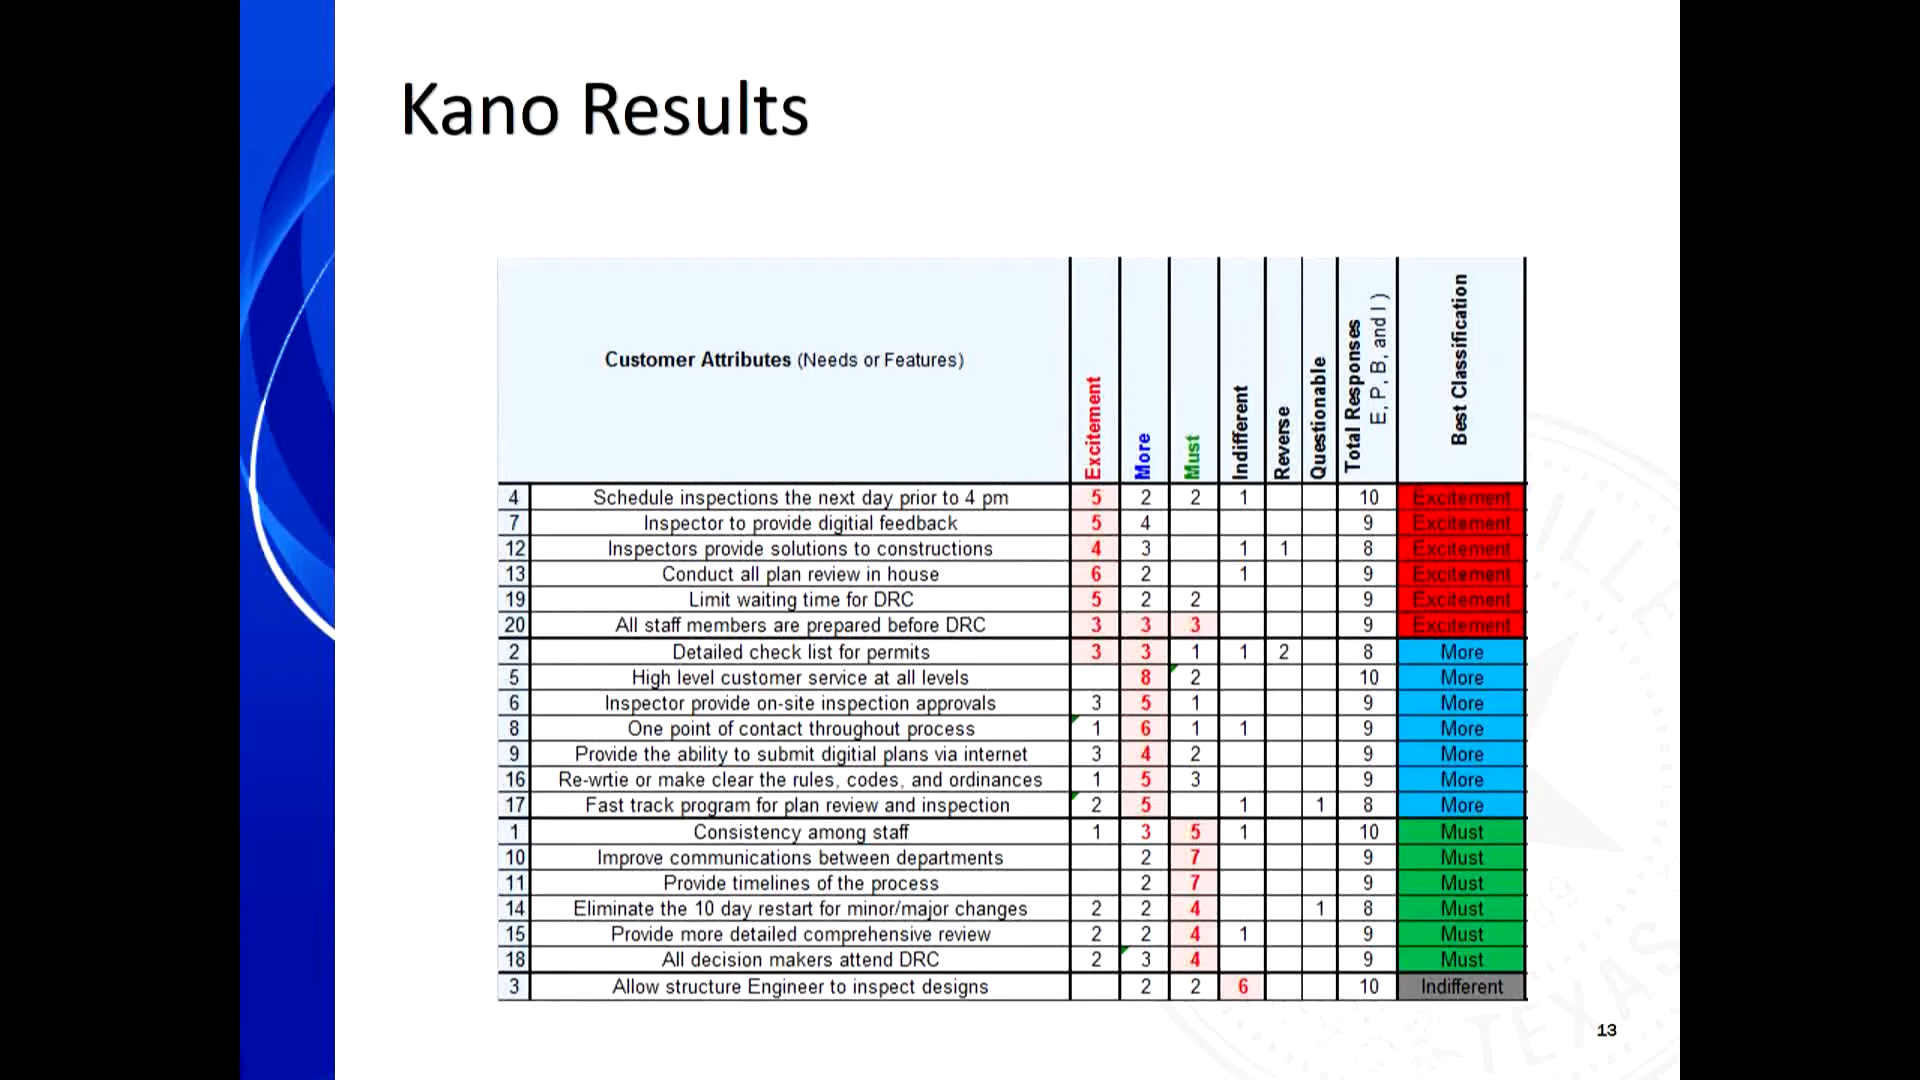 Kano Results
Customer Attributes (Needs or Features) Excitement More Must Indifferent Reverse Questionable Total Responses E, P, B, and I ) Best Classification
4 Schedule inspections the next day prior to 4 pm 5 2 2 1 10 Excitement
7 Inspector to provide digitial feedback 5 4 9 Excitement
12 Inspectors provide solutions to constructions 4 3 1 1 8 Excitement
13 Conduct all plan review in house 6 2 1 9 Excitement
19 Limit waiting time for DRC 5 2 2 9 Excitement
20 All staff members are prepared before DRC 3 3 3 9 Excitement
2 Detailed check list for permits 3 3 1 1 2 8 More
5 High level customer service at all levels 8 2 10 More
6 Inspector provide on-site inspection approvals 3 5 1 9 More
8 One point of contact throughout process 1 6 1 1 9 More
9 Provide the ability to submit digitial plans via internet 3 4 2 9 More
16 Re-wrtie or make clear the rules, codes, and ordinances 1 5 3 9 More
17 Fast track program for plan review and inspection 2 5 1 1 8 More
1 Consistency among staff 1 3 5 1 10 Must
10 Improve communications between departments 2 7 9 Must
11 Provide timelines of the process 2 7 9 Must
14 Eliminate the 10 day restart for minor/major changes 2 2 4 1 8 Must
15 Provide more detailed comprehensive review 2 2 4 1 9 Must
18 All decision makers attend DRC 2 3 4 9 Must
3 Allow structure Engineer to inspect designs 2 2 6 10 Indifferent
TEXAS
13